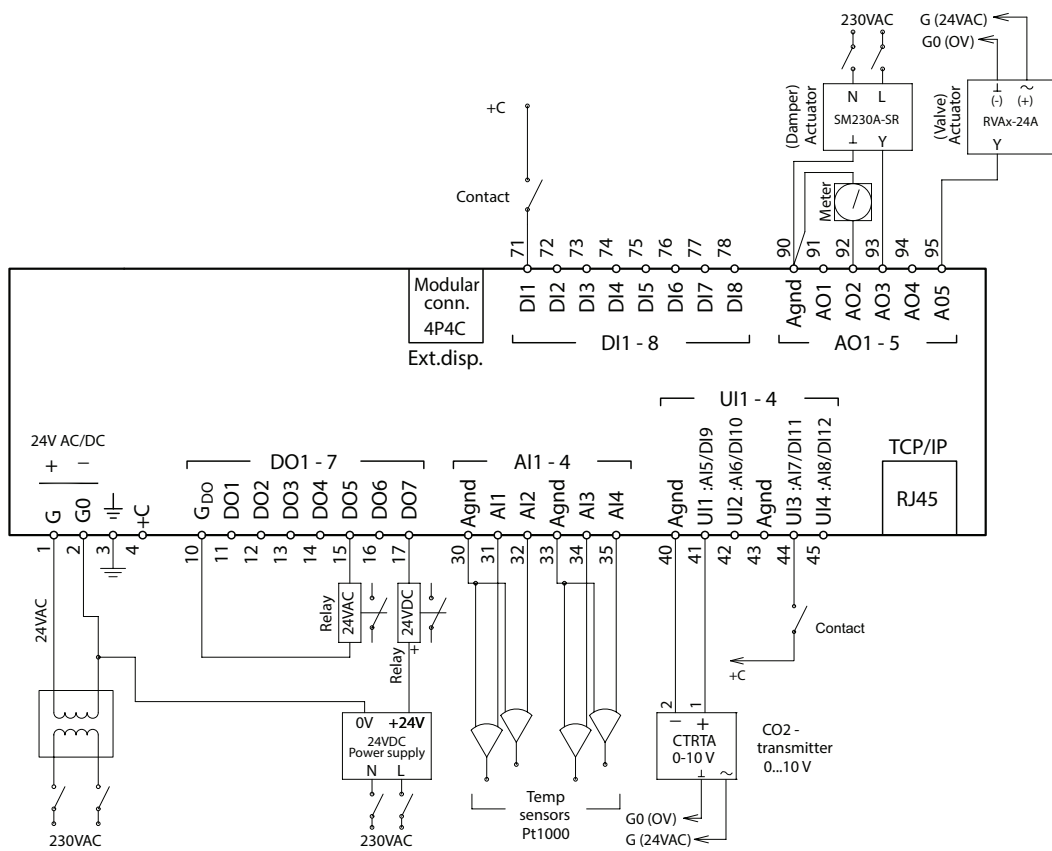 230VAC
G (24VAC)
G0 (OV)
+C
Contact
(Damper)
Actuator
N L
SM230A-SR
⊥ Y
(Valve)
Actuator
⊥ ~
(-) (+)
RVAx-24A
Y
Meter
71 72 73 74 75 76 77 78
90 91 92 93 94 95
Modular
conn.
4P4C
Ext.disp.
DI1 DI2 DI3 DI4 DI5 DI6 DI7 DI8
DI1 - 8
Agnd AO1 AO2 AO3 AO4 A05
AO1 - 5
24V AC/DC
+ −
G G0 +C
DO1 - 7
GDO DO1 DO2 DO3 DO4 DO5 DO6 DO7
AI1 - 4
Agnd AI1 AI2 Agnd AI3 AI4
UI1 - 4
Agnd
UI1 :AI5/DI9
UI2 :AI6/DI10
Agnd
UI3 :AI7/DI11
UI4 :AI8/DI12
TCP/IP
RJ45
1 2 3 4
10 11 12 13 14 15 16 17
30 31 32 33 34 35
40 41 42 43 44 45
24VAC
Relay
24VAC
24VDC
Relay
+
Contact
+C
0V +24V
24VDC
Power supply
N L
230VAC
230VAC
Temp
sensors
Pt1000
2 1
− +
CTRTA
0-10 V
⊥ ~
CO2 -
transmitter
0...10 V
G0 (OV)
G (24VAC)